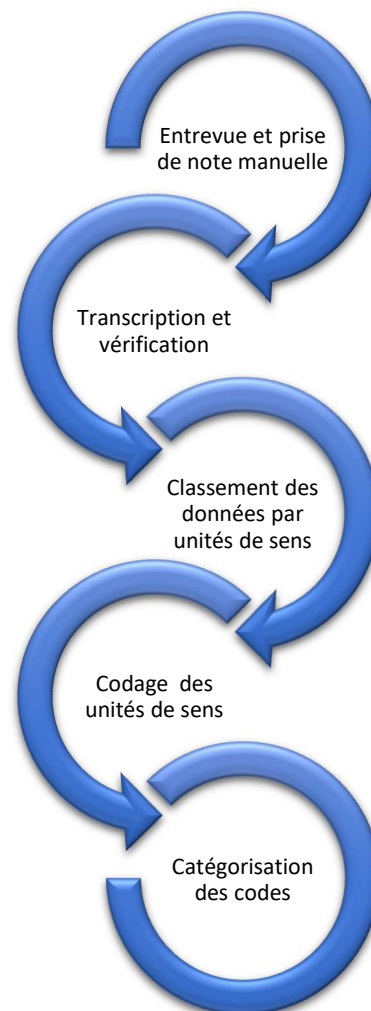 Entrevue et prise
de note manuelle
Transcription et
vérification
Classement des
données par
unités de sens
Codage des
unités de sens
Catégorisation
des codes